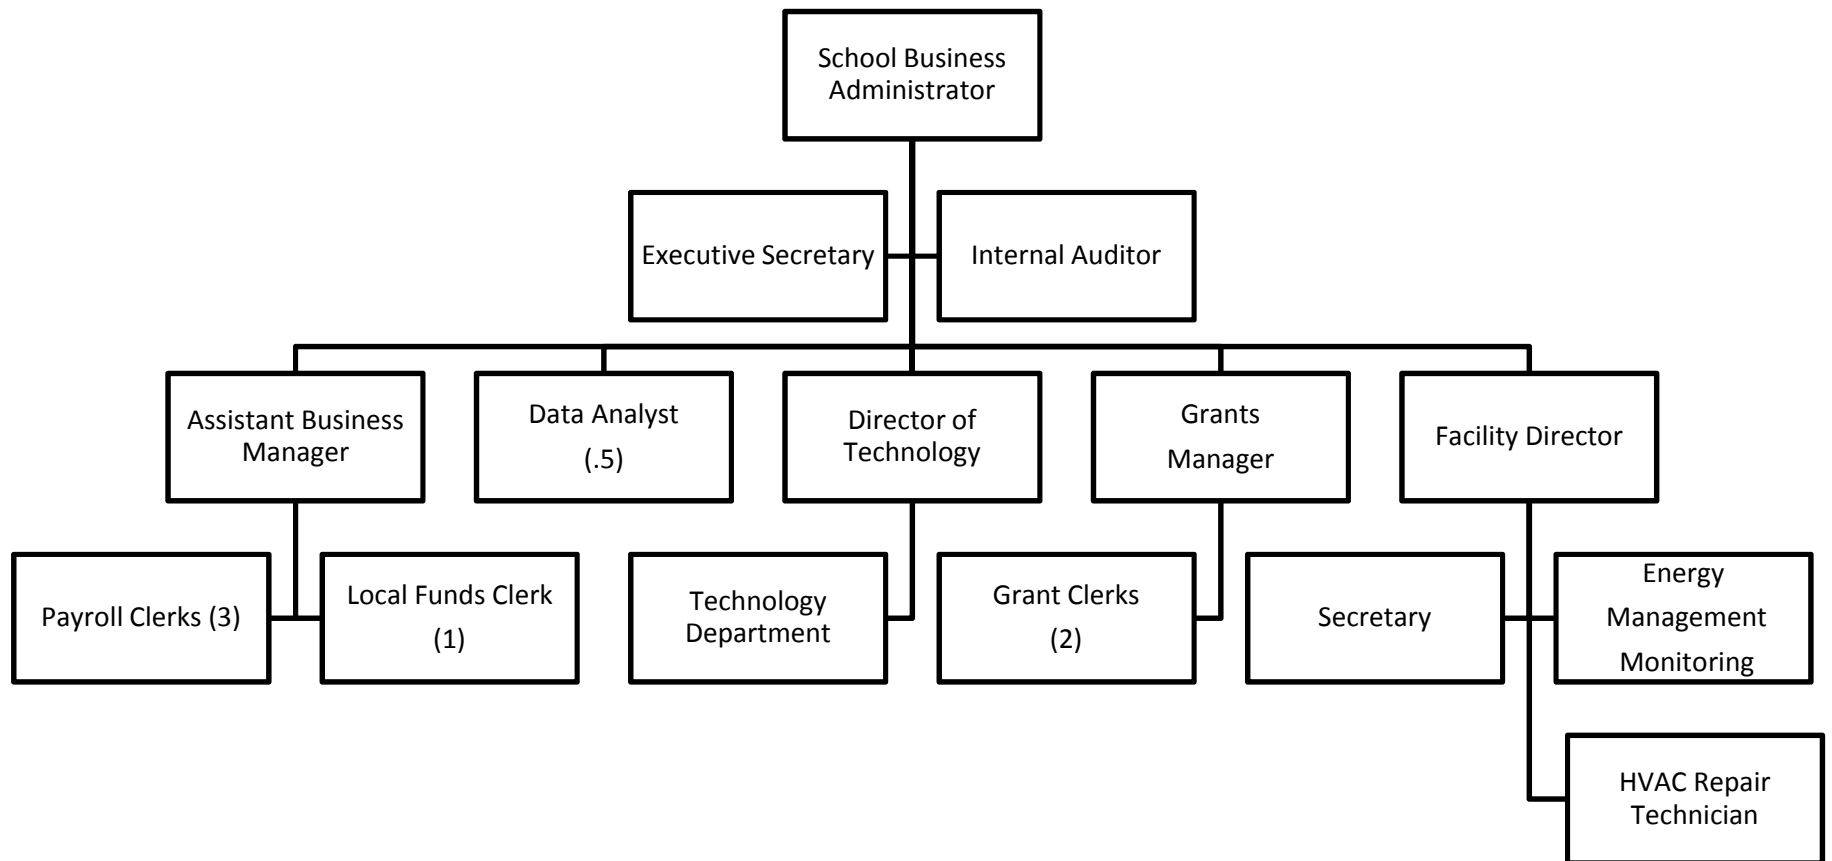 School Business
Administrator
Executive Secretary
Internal Auditor
Assistant Business
Manager
Data Analyst
(.5)
Director of
Technology
Grants
Manager
Facility Director
Payroll Clerks (3)
Local Funds Clerk
(1)
Technology
Department
Grant Clerks
(2)
Secretary
Energy
Management
Monitoring
HVAC Repair
Technician